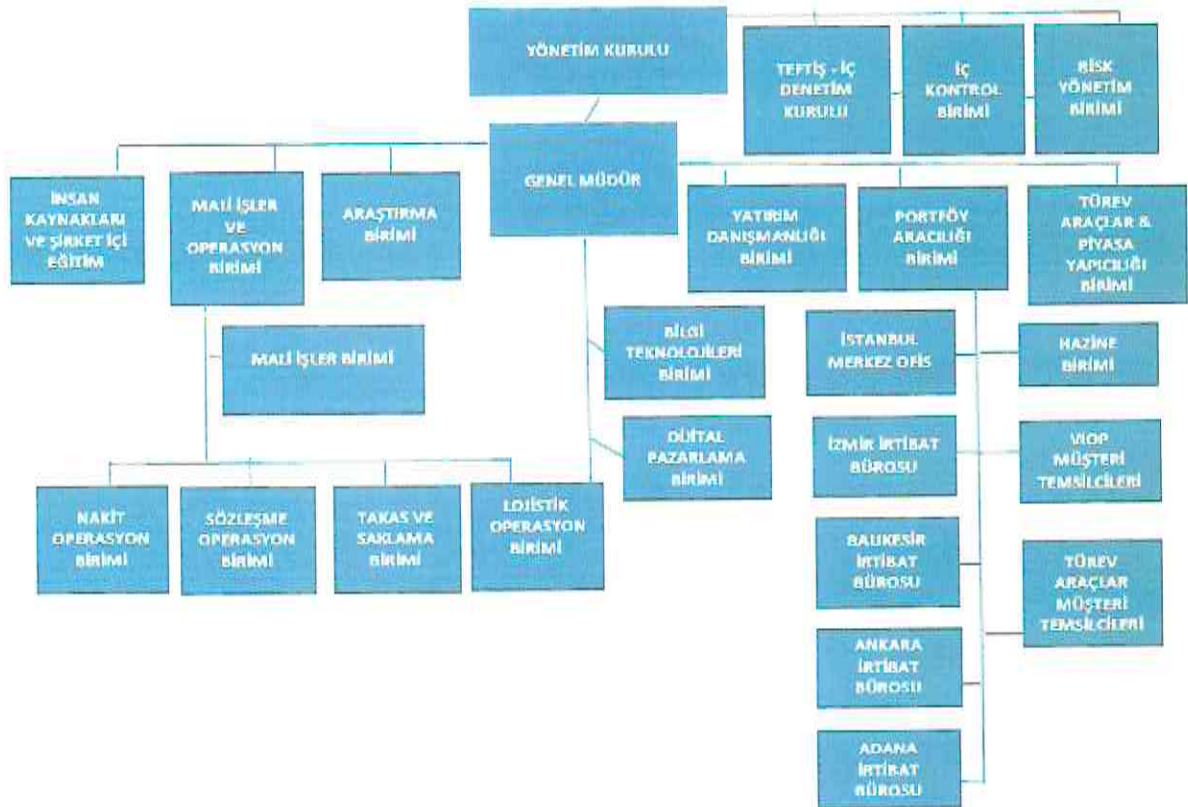 YÖNETİM KURULU
TEFTİŞ - İÇ
DENETİM
KURULU
İÇ
KONTROL
BİRİMİ
RİSK
YÖNETİM
BİRİMİ
GENEL MÜDÜR
İNSAN
KAYNAKLARI
VE ŞİRKET İÇİ
EĞİTİM
MALİ İŞLER
VE
OPERASYON
BİRİMİ
ARAŞTIRMA
BİRİMİ
YATIRIM
DANIŞMANLIĞI
BİRİMİ
PORTFÖY
ARACILIĞI
BİRİMİ
TÜREV
ARAÇLAR &
PİYASA
YAPICILIĞI
BİRİMİ
MALİ İŞLER BİRİMİ
BİLGİ
TEKNOLOJİLERİ
BİRİMİ
İSTANBUL
MERKEZ OFİS
HAZİNE
BİRİMİ
DİJİTAL
PAZARLAMA
BİRİMİ
İZMİR İRTİBAT
BÜROSU
VIOP
MÜŞTERİ
TEMSİLCİLERİ
NAKİT
OPERASYON
BİRİMİ
SÖZLEŞME
OPERASYON
BİRİMİ
TAKAS VE
SAKLAMA
BİRİMİ
LOJİSTİK
OPERASYON
BİRİMİ
BALIKESİR
İRTİBAT
BÜROSU
TÜREV
ARAÇLAR
MÜŞTERİ
TEMSİLCİLERİ
ANKARA
İRTİBAT
BÜROSU
ADANA
İRTİBAT
BÜROSU